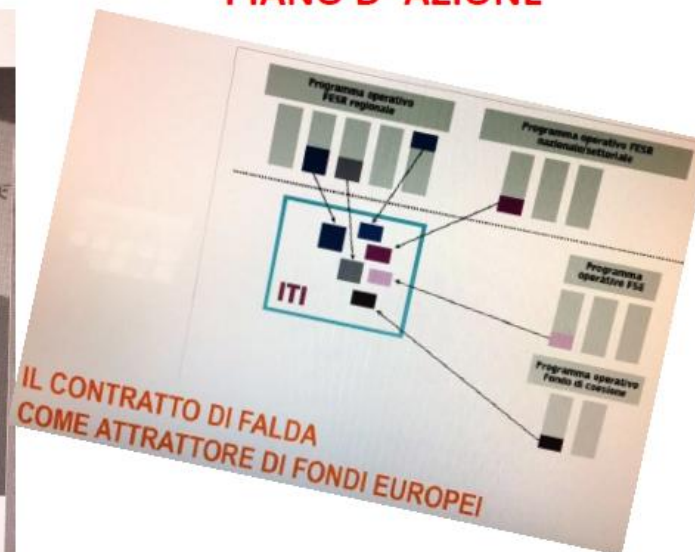 PIANO D' AZIONE
Programma operativo
FESR regionale
Programma operativo FESR
nazionale/settoriale
Programma
operativo FSE
ITI
Programma operativo
Fondo di coesione
IL CONTRATTO DI FALDA
COME ATTRATTORE DI FONDI EUROPEI